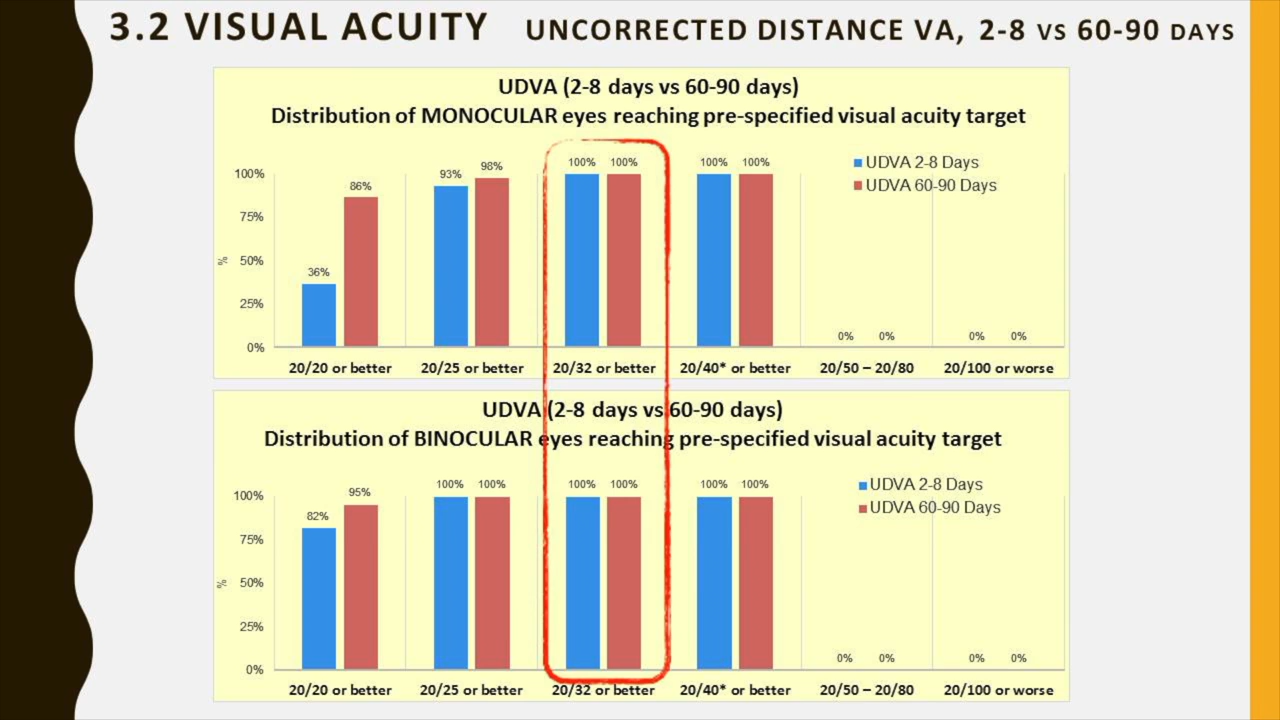 3.2 VISUAL ACUITY UNCORRECTED DISTANCE VA, 2-8 VS 60-90 DAYS
UDVA (2-8 days vs 60-90 days)
Distribution of MONOCULAR eyes reaching pre-specified visual acuity target
UDVA 2-8 Days
UDVA 60-90 Days
%
100%
75%
50%
25%
0%
36% 86% 93% 98% 100% 100% 100% 100% 0% 0% 0% 0%
20/20 or better 20/25 or better 20/32 or better 20/40* or better 20/50 – 20/80 20/100 or worse
UDVA (2-8 days vs 60-90 days)
Distribution of BINOCULAR eyes reaching pre-specified visual acuity target
UDVA 2-8 Days
UDVA 60-90 Days
%
100%
75%
50%
25%
0%
82% 95% 100% 100% 100% 100% 100% 100% 0% 0% 0% 0%
20/20 or better 20/25 or better 20/32 or better 20/40* or better 20/50 – 20/80 20/100 or worse